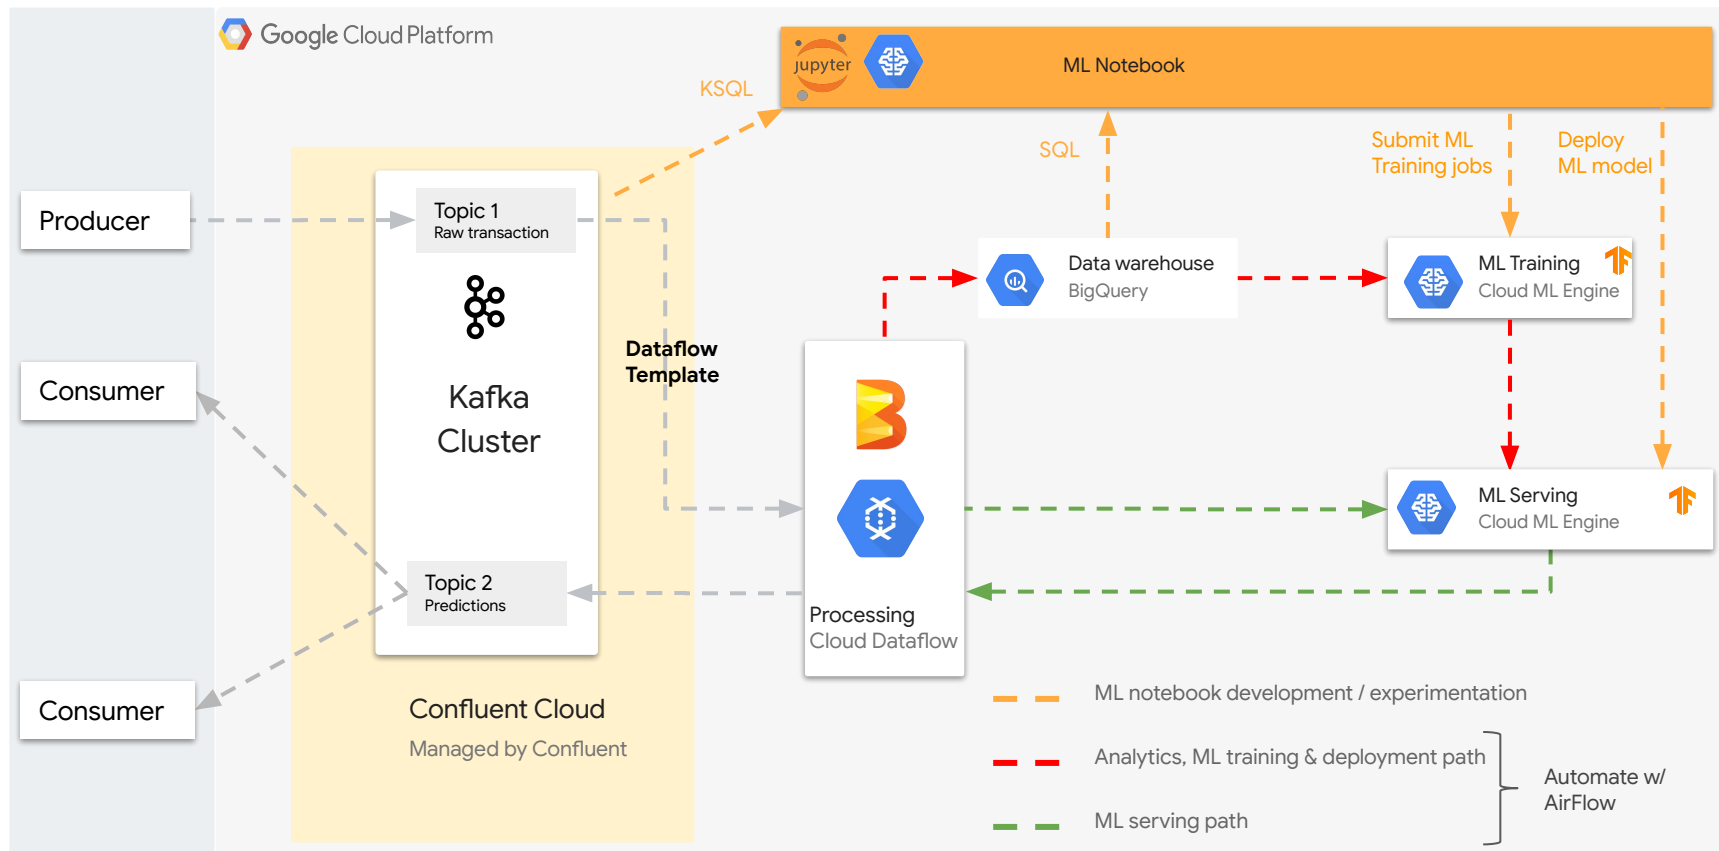 Google Cloud Platform
jupyter
ML Notebook
KSQL
SQL
Submit ML
Training jobs
Deploy
ML model
Producer
Topic 1
Raw transaction
Data warehouse
BigQuery
ML Training
Cloud ML Engine
Dataflow
Template
Consumer
Kafka
Cluster
ML Serving
Cloud ML Engine
Topic 2
Predictions
Processing
Cloud Dataflow
Consumer
Confluent Cloud
Managed by Confluent
ML notebook development / experimentation
Analytics, ML training & deployment path
ML serving path
Automate w/
AirFlow